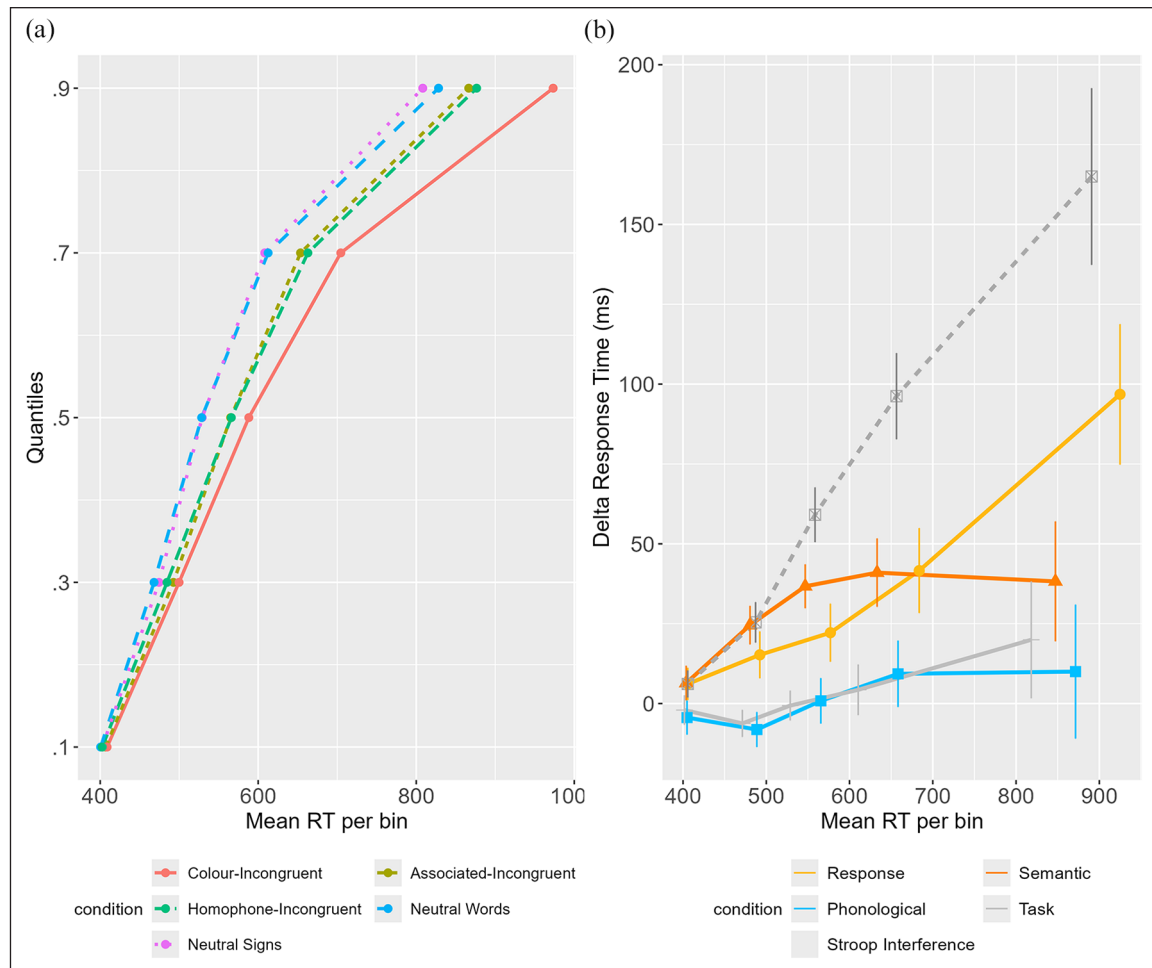 (a)
(b)
Quantiles
.9
.7
.5
.3
.1
400 600 800 100
Mean RT per bin
Delta Response Time (ms)
200
150
100
50
0
400 500 600 700 800 900
Mean RT per bin
condition
Colour-Incongruent
Associated-Incongruent
Homophone-Incongruent
Neutral Words
Neutral Signs
condition
Response
Semantic
Phonological
Task
Stroop Interference